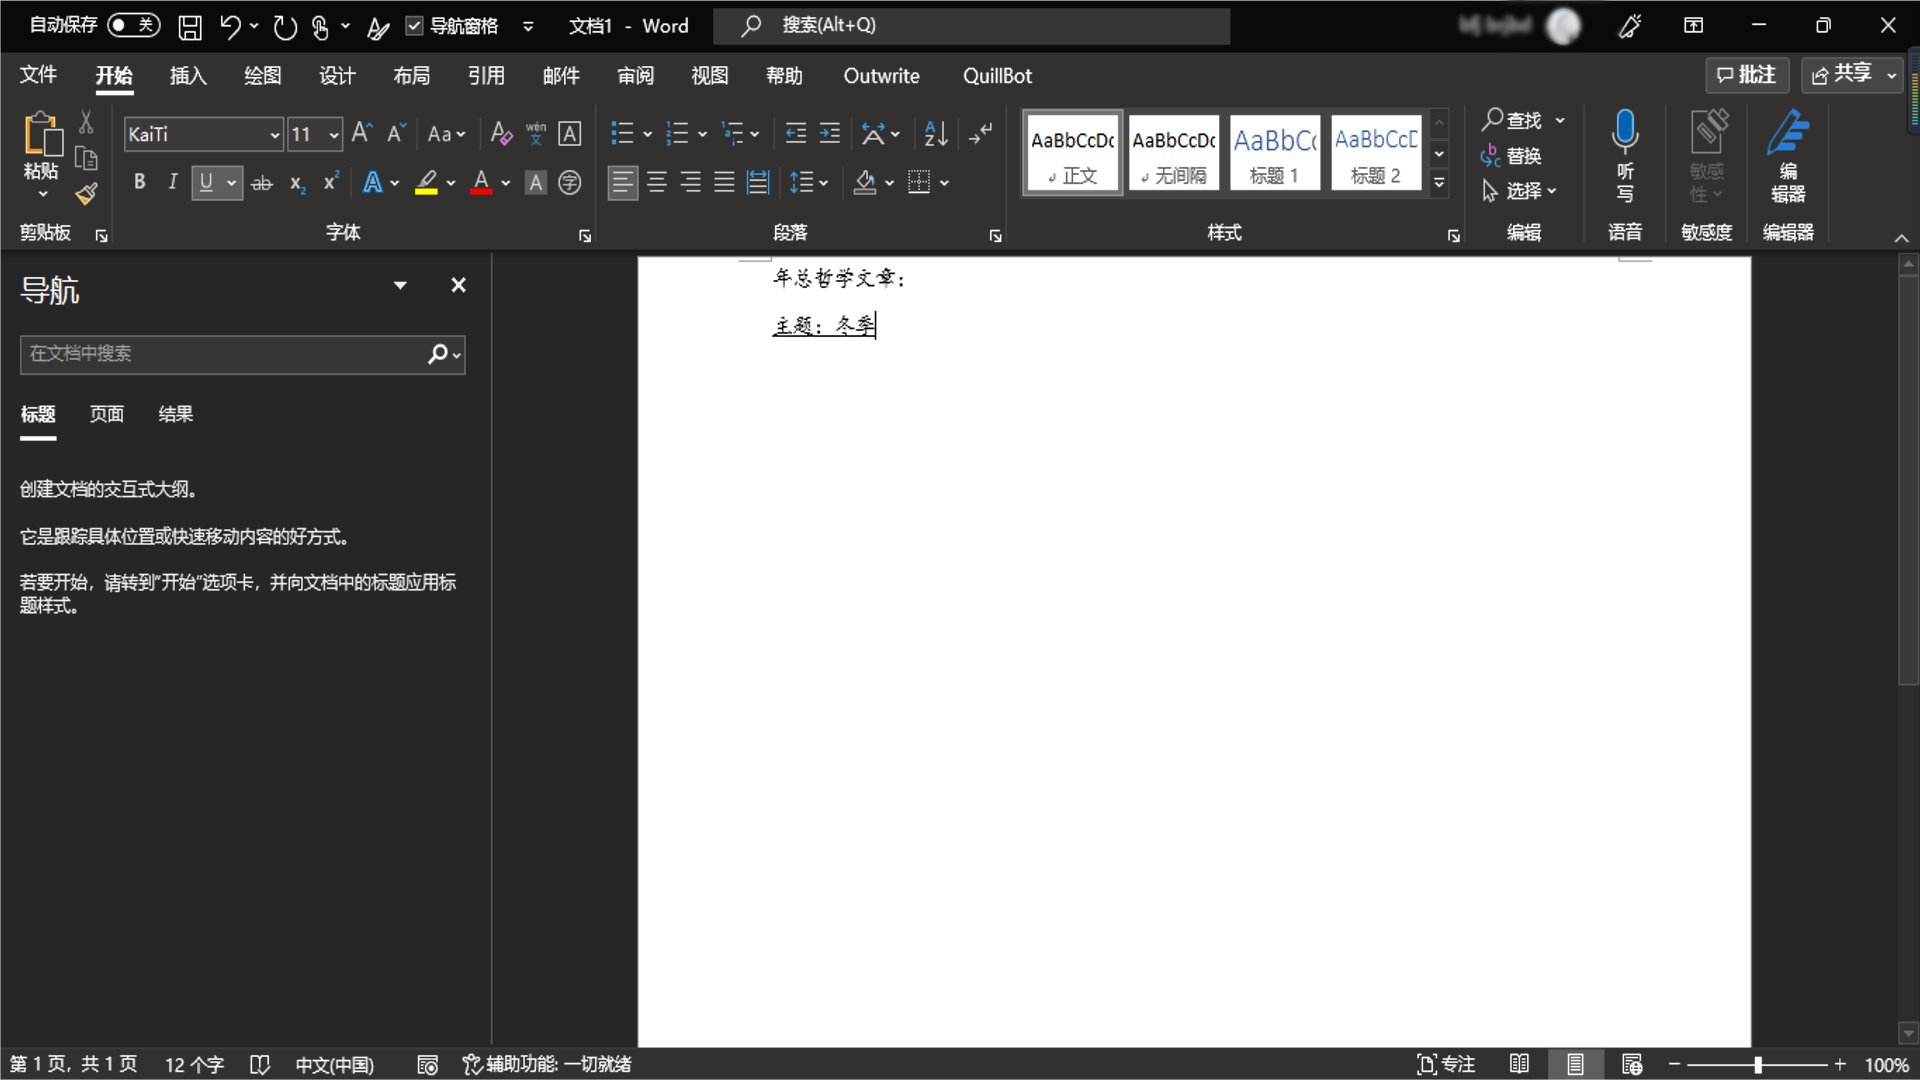 自动保存 关 导航窗格 文档1 - Word 搜索(Alt+Q)
文件 开始 插入 绘图 设计 布局 引用 邮件 审阅 视图 帮助 Outwrite QuillBot 批注 共享
粘贴
剪贴板
KaiTi 11 Aa wén 文 A
B I U ab x₂ x² A A A 字
字体
段落
AaBbCcDc AaBbCcDc AaBbCc AaBbCcD
正文 无间隔 标题 1 标题 2
样式
查找
替换
选择
编辑
听
写
语音
敏感
性
敏感度
编
辑器
编辑器
导航
在文档中搜索
标题 页面 结果
创建文档的交互式大纲。
它是跟踪具体位置或快速移动内容的好方式。
若要开始，请转到“开始”选项卡，并向文档中的标题应用标
题样式。
年总哲学文章：
主题：冬季
第 1 页，共 1 页 12 个字 中文(中国) 辅助功能: 一切就绪 专注 100%